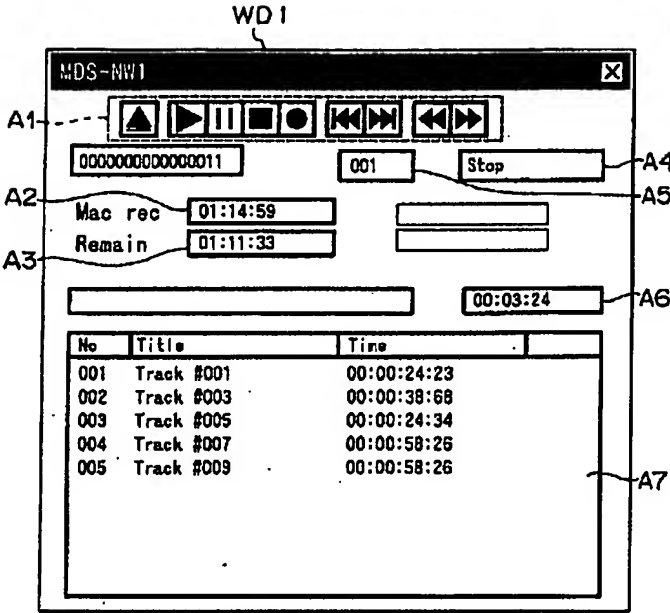 WD1
MDS-NW1
A1
0000000000000011 001 Stop A4
A5
A2 Mac rec 01:14:59
A3 Remain 01:11:33
00:03:24 A6
No Title Time
001 Track #001 00:00:24:23
002 Track #003 00:00:38:68
003 Track #005 00:00:24:34
004 Track #007 00:00:58:26
005 Track #009 00:00:58:26
A7